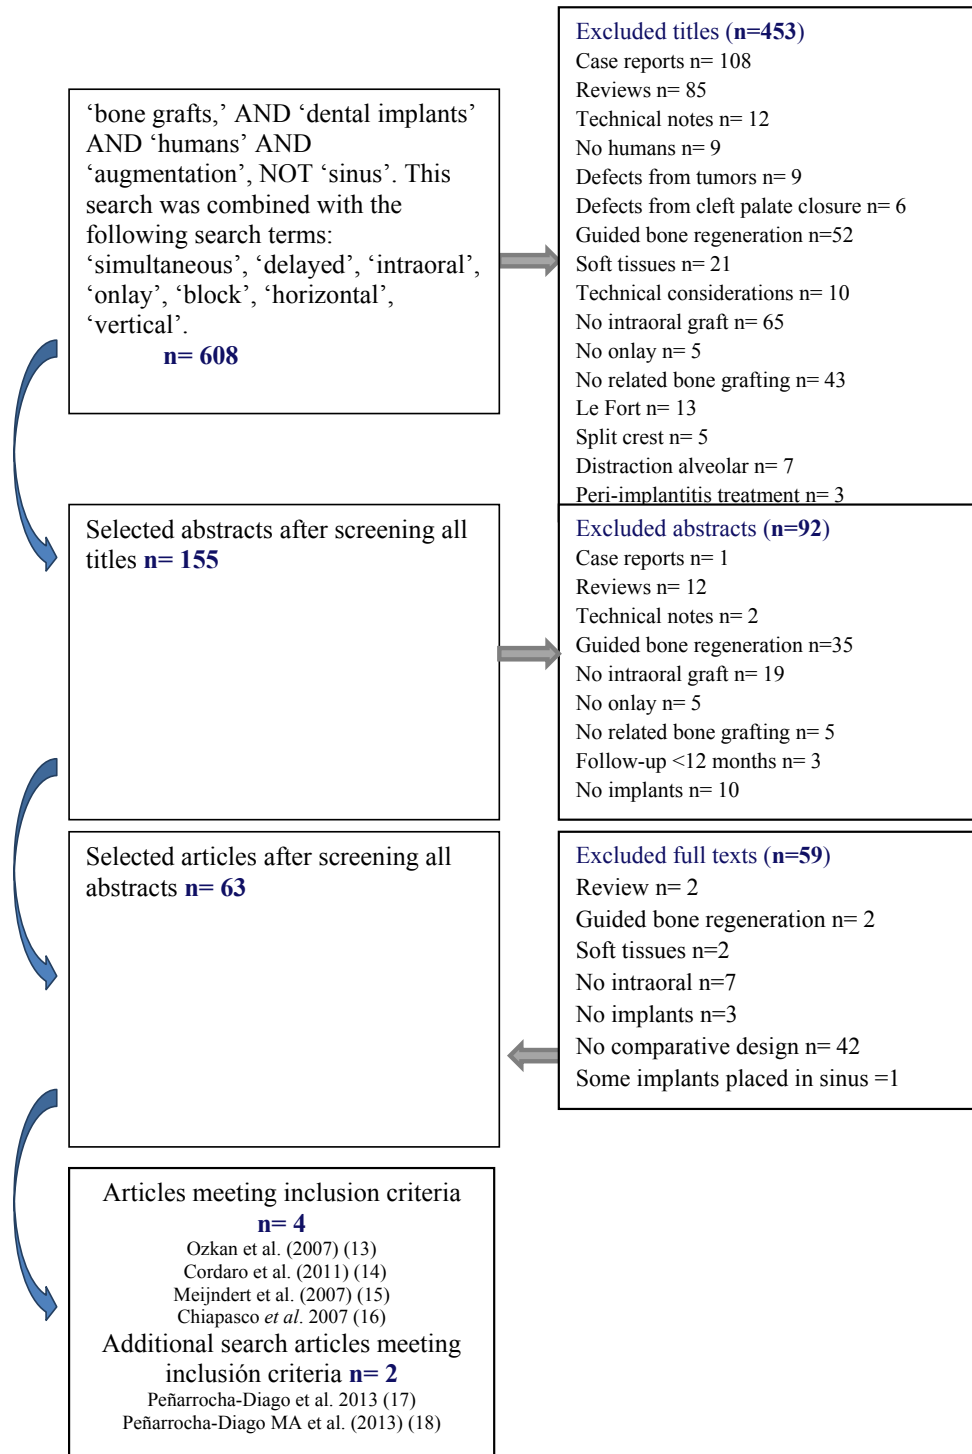 ‘bone grafts,’ AND ‘dental implants’
AND ‘humans’ AND
‘augmentation’, NOT ‘sinus’. This
search was combined with the
following search terms:
‘simultaneous’, ‘delayed’, ‘intraoral’,
‘onlay’, ‘block’, ‘horizontal’,
‘vertical’.
n= 608
Excluded titles (n=453)
Case reports n= 108
Reviews n= 85
Technical notes n= 12
No humans n= 9
Defects from tumors n= 9
Defects from cleft palate closure n= 6
Guided bone regeneration n=52
Soft tissues n= 21
Technical considerations n= 10
No intraoral graft n= 65
No onlay n= 5
No related bone grafting n= 43
Le Fort n= 13
Split crest n= 5
Distraction alveolar n= 7
Peri-implantitis treatment n= 3
Selected abstracts after screening all
titles n= 155
Excluded abstracts (n=92)
Case reports n= 1
Reviews n= 12
Technical notes n= 2
Guided bone regeneration n=35
No intraoral graft n= 19
No onlay n= 5
No related bone grafting n= 5
Follow-up <12 months n= 3
No implants n= 10
Selected articles after screening all
abstracts n= 63
Excluded full texts (n=59)
Review n= 2
Guided bone regeneration n= 2
Soft tissues n=2
No intraoral n=7
No implants n=3
No comparative design n= 42
Some implants placed in sinus =1
Articles meeting inclusion criteria
n= 4
Ozkan et al. (2007) (13)
Cordaro et al. (2011) (14)
Meijndert et al. (2007) (15)
Chiapasco et al. 2007 (16)
Additional search articles meeting
inclusión criteria n= 2
Peñarrocha-Diago et al. 2013 (17)
Peñarrocha-Diago MA et al. (2013) (18)